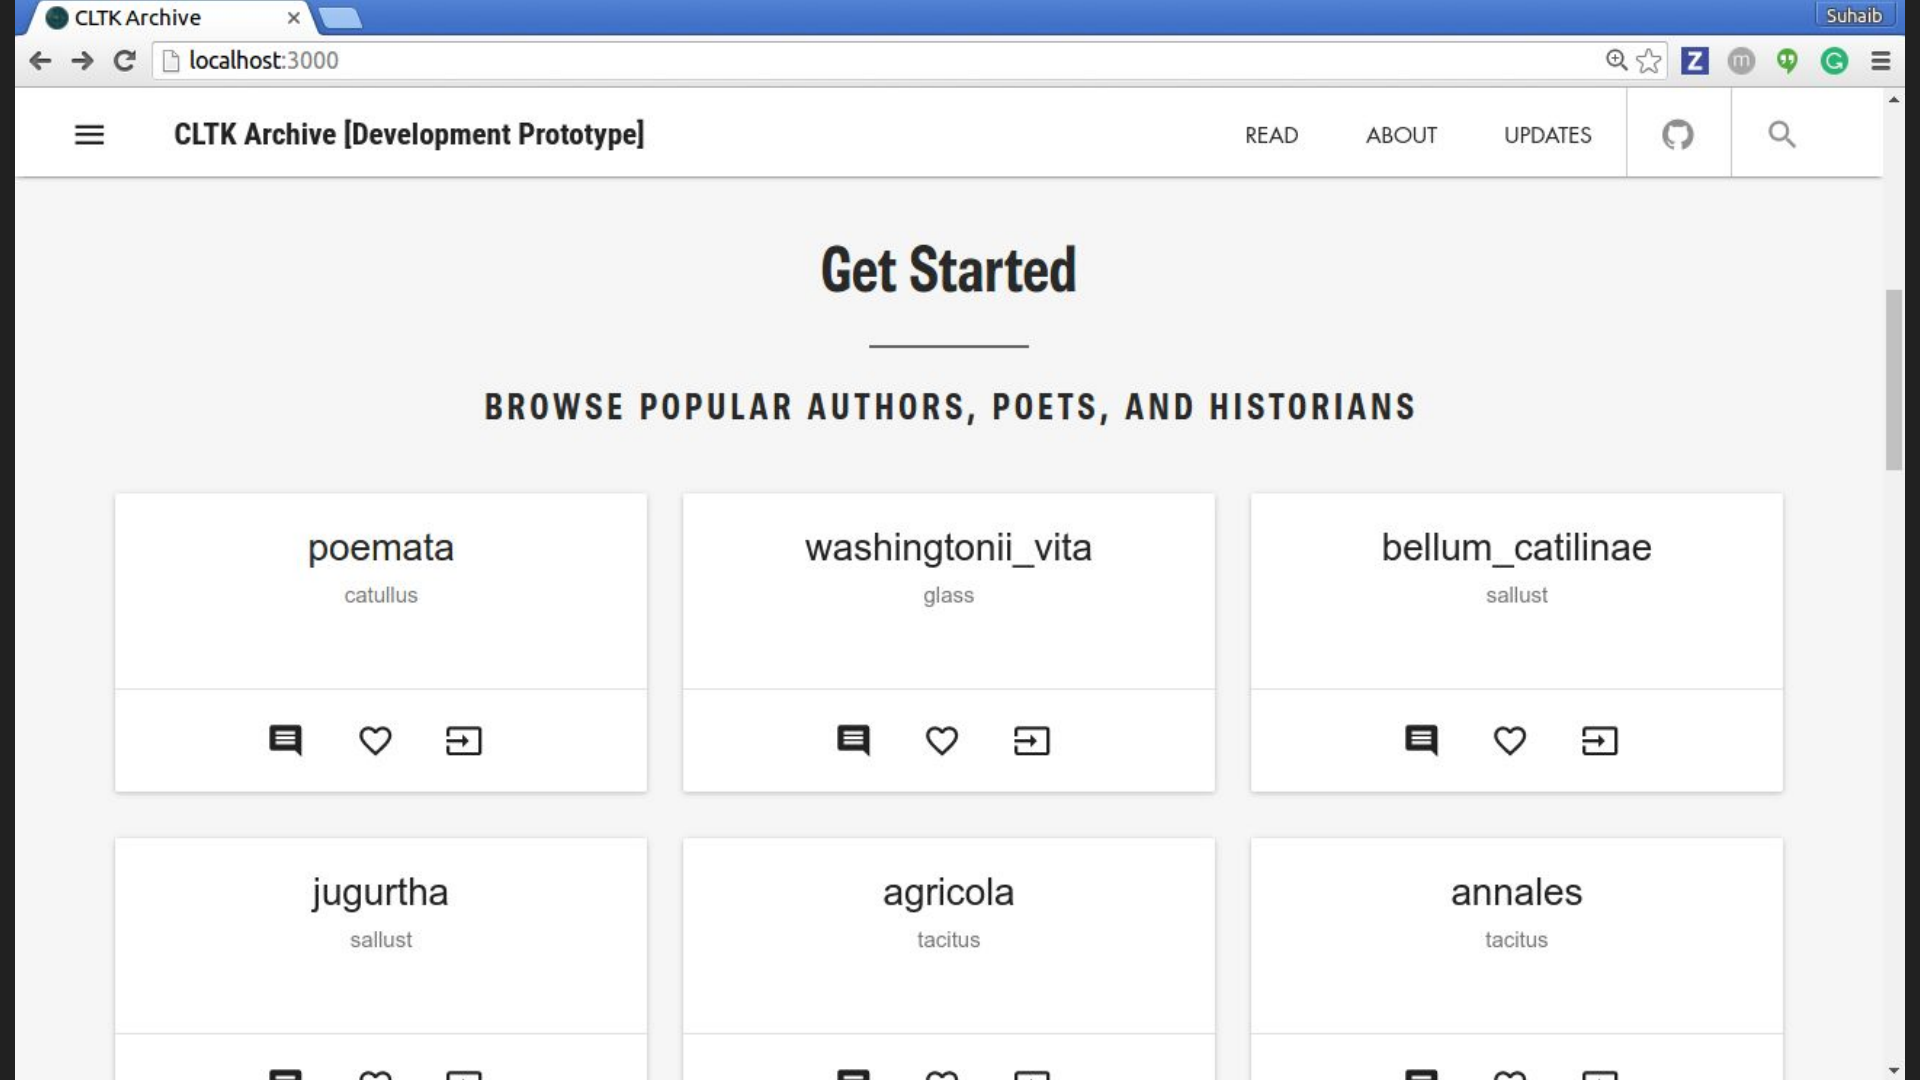 CLTK Archive
Suhaib
localhost:3000
CLTK Archive [Development Prototype]
READ
ABOUT
UPDATES
Get Started
BROWSE POPULAR AUTHORS, POETS, AND HISTORIANS
poemata
catullus
washingtonii_vita
glass
bellum_catilinae
sallust
jugurtha
sallust
agricola
tacitus
annales
tacitus